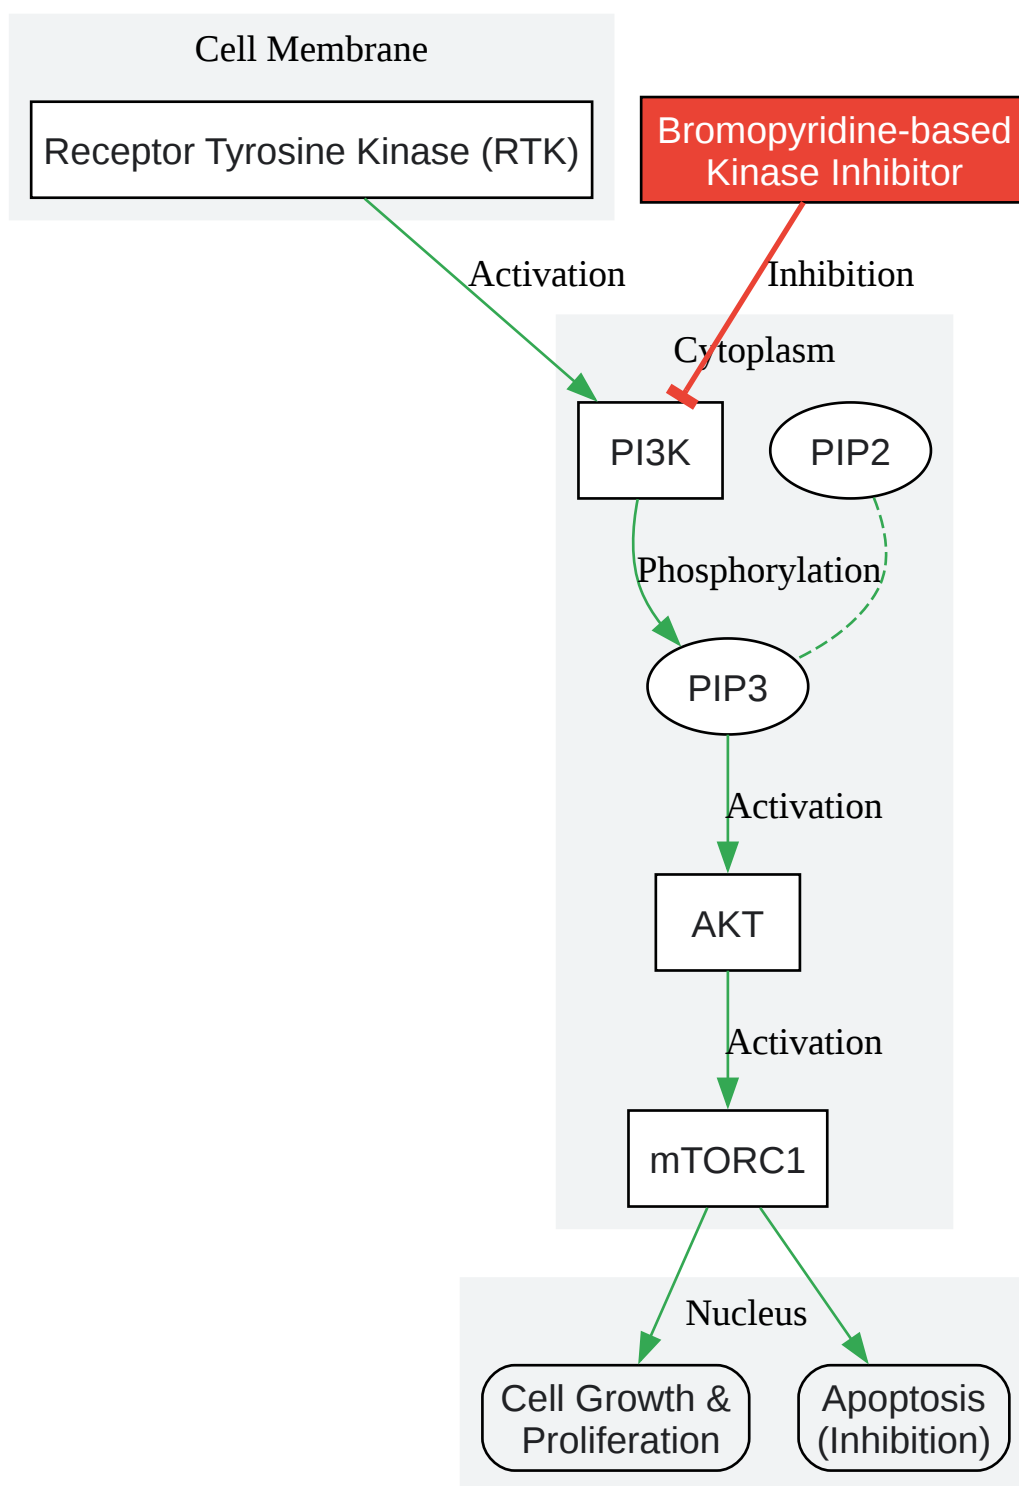 Cell Membrane
Receptor Tyrosine Kinase (RTK)
Bromopyridine-based
Kinase Inhibitor
Activation
Inhibition
Cytoplasm
PI3K
PIP2
Phosphorylation
PIP3
Activation
AKT
Activation
mTORC1
Nucleus
Cell Growth &
Proliferation
Apoptosis
(Inhibition)